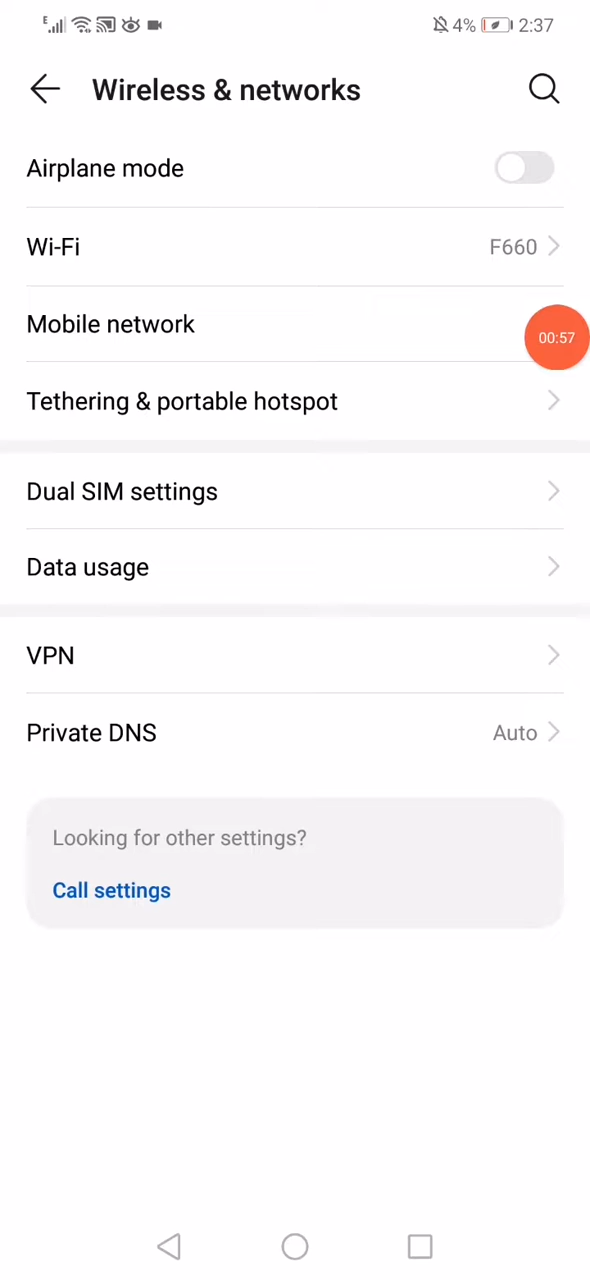 E 4% 2:37
Wireless & networks
Airplane mode
Wi-Fi F660
Mobile network
00:57
Tethering & portable hotspot
Dual SIM settings
Data usage
VPN
Private DNS Auto
Looking for other settings?
Call settings